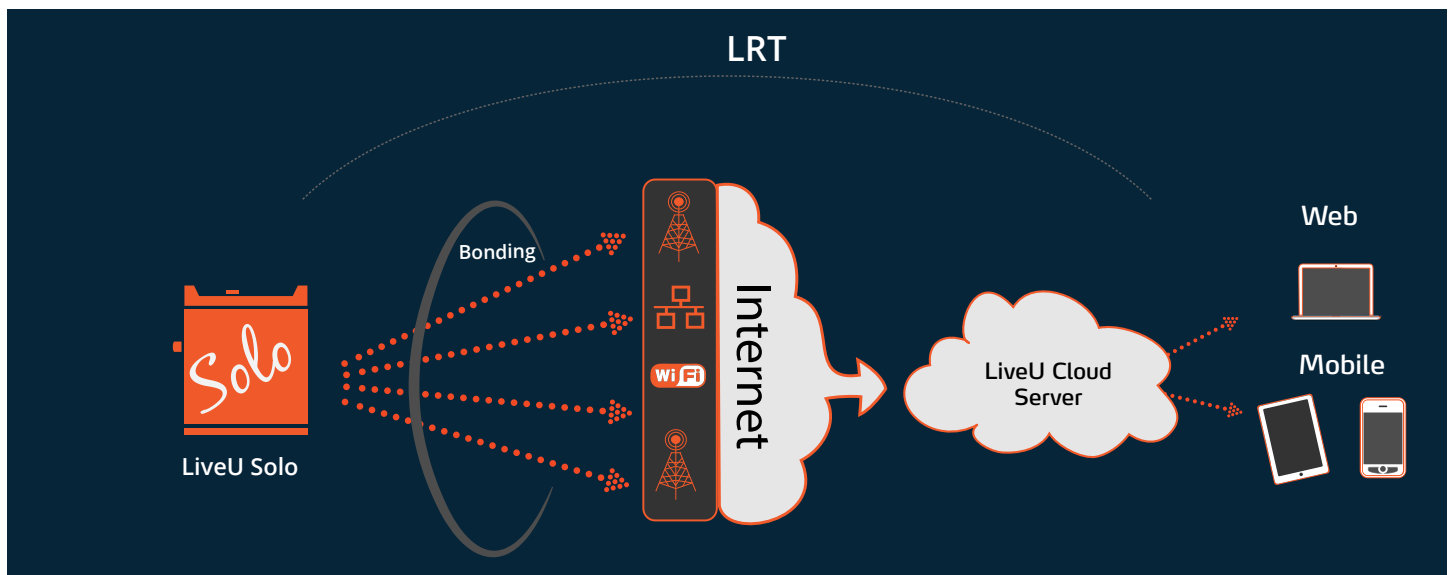 LRT
Bonding
Solo
LiveU Solo
WiFi
Internet
LiveU Cloud
Server
Web
Mobile